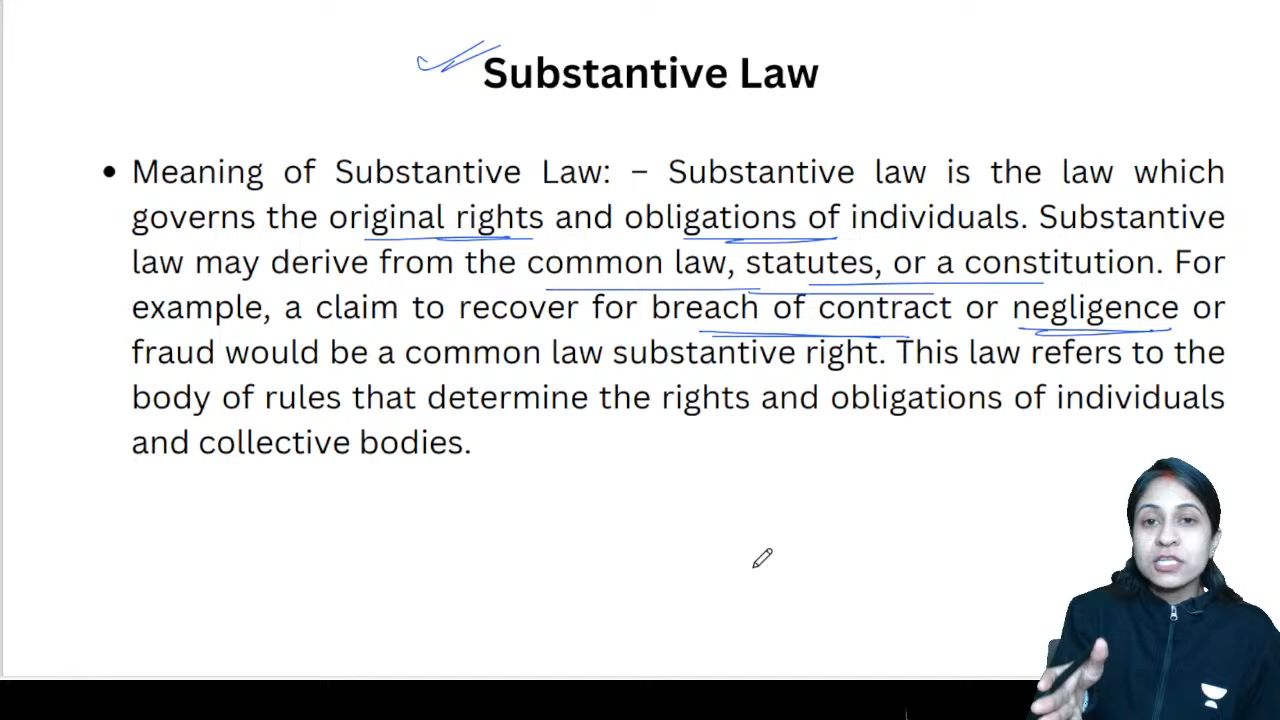 Substantive Law
• Meaning of Substantive Law: – Substantive law is the law which
governs the original rights and obligations of individuals. Substantive
law may derive from the common law, statutes, or a constitution. For
example, a claim to recover for breach of contract or negligence or
fraud would be a common law substantive right. This law refers to the
body of rules that determine the rights and obligations of individuals
and collective bodies.